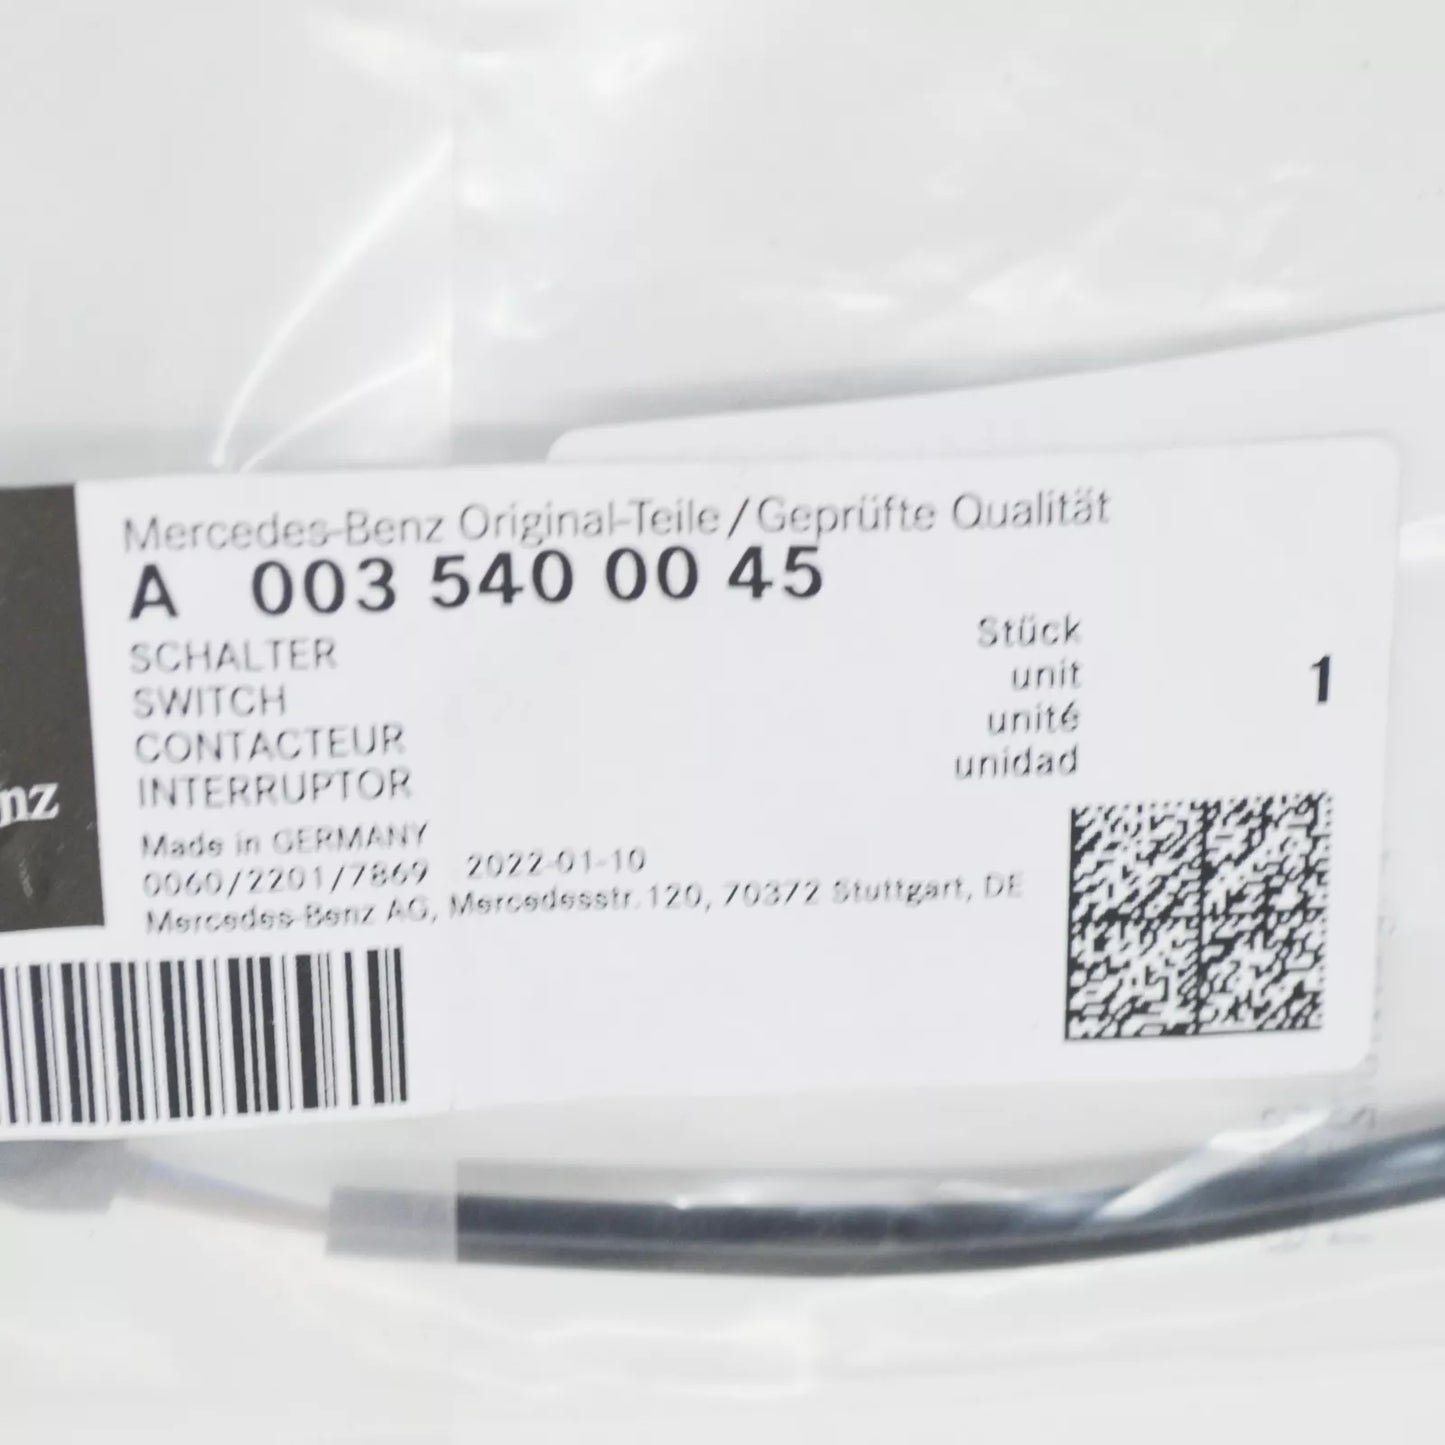 Mercedes-Benz Original-Teile/Geprüfte Qualität
A 003 540 00 45
SCHALTER
SWITCH
CONTACTEUR
INTERRUPTOR
Stück
unit
unité
unidad
1
nz
Made in GERMANY
0060/2201/7869 2022-01-10
Mercedes-Benz AG, Mercedesstr.120, 70372 Stuttgart, DE